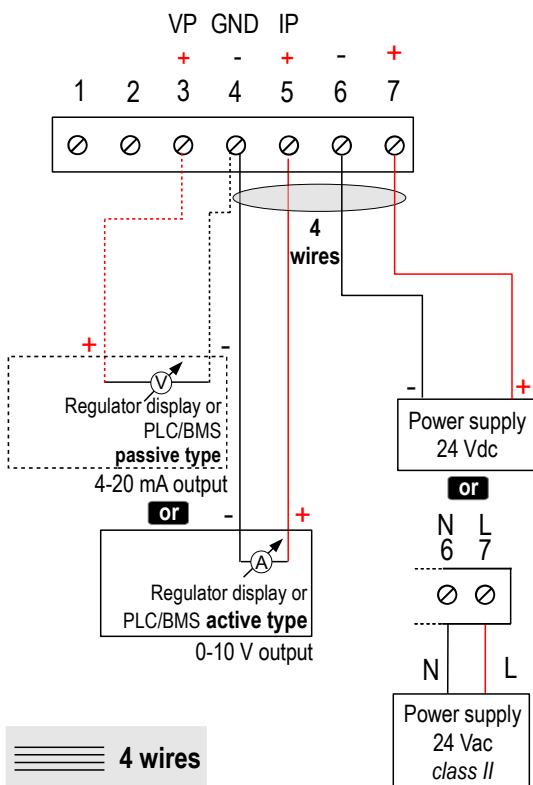 VP GND IP
+ - + - +
1 2 3 4 5 6 7
4
wires
+ -
V
Regulator display or
PLC/BMS
passive type
4-20 mA output
or
- +
A
Regulator display or
PLC/BMS active type
0-10 V output
- +
Power supply
24 Vdc
or
N L
6 7
N L
Power supply
24 Vac
class II
4 wires